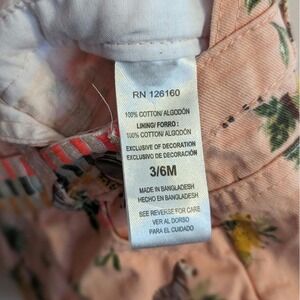 RN 126160
100% COTTON/ ALGODÓN
LINING/ FORRO :
100% COTTON/ ALGODÓN
EXCLUSIVE OF DECORATION
EXCLUSIVO DE DECORACIÓN
3/6M
MADE IN BANGLADESH
HECHO EN BANGLADESH
SEE REVERSE FOR CARE
VER AL DORSO
PARA EL CUIDADO